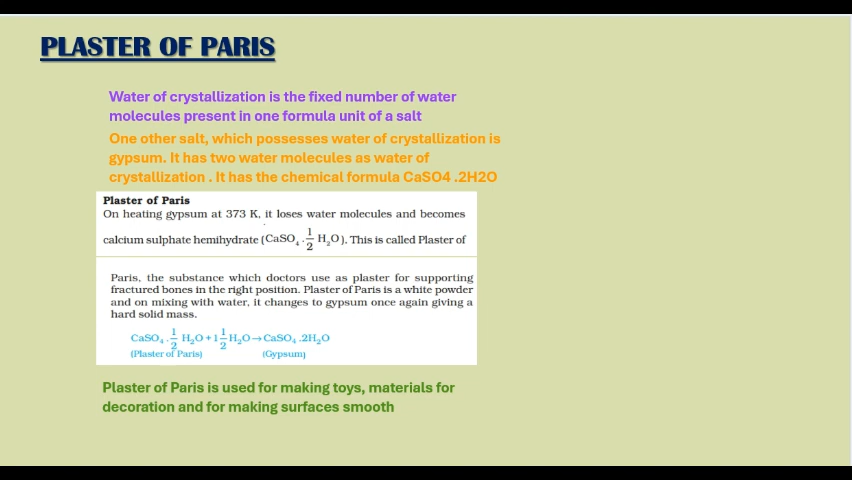 PLASTER OF PARIS
Water of crystallization is the fixed number of water
molecules present in one formula unit of a salt
One other salt, which possesses water of crystallization is
gypsum. It has two water molecules as water of
crystallization . It has the chemical formula CaSO4 .2H2O
Plaster of Paris
On heating gypsum at 373 K, it loses water molecules and becomes
calcium sulphate hemihydrate (CaSO₄ . 1/2 H₂O). This is called Plaster of
Paris, the substance which doctors use as plaster for supporting
fractured bones in the right position. Plaster of Paris is a white powder
and on mixing with water, it changes to gypsum once again giving a
hard solid mass.
CaSO₄ . 1/2 H₂O + 1 1/2 H₂O → CaSO₄ .2H₂O
(Plaster of Paris) (Gypsum)
Plaster of Paris is used for making toys, materials for
decoration and for making surfaces smooth